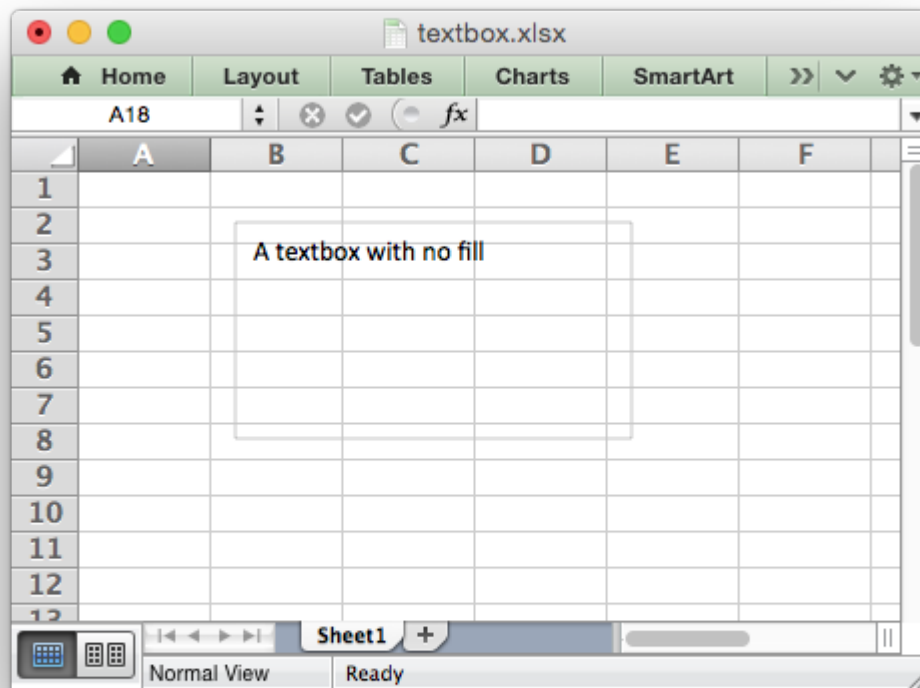 textbox.xlsx
Home Layout Tables Charts SmartArt
A18 fx
A B C D E F
1
2
A textbox with no fill
3
4
5
6
7
8
9
10
11
12
13
Sheet1 +
Normal View Ready